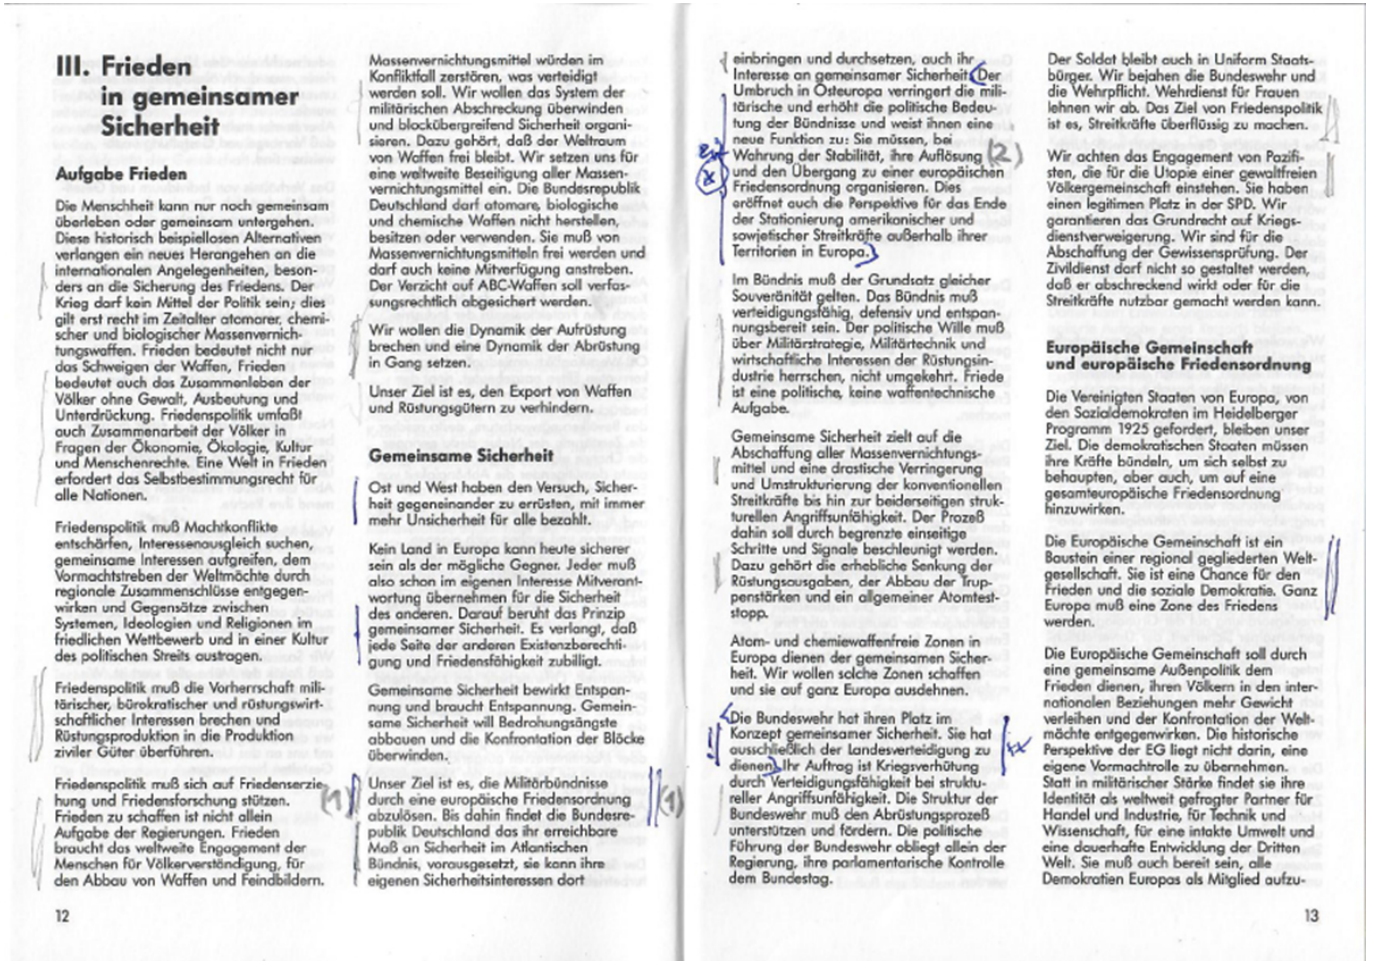 III. Frieden
in gemeinsamer
Sicherheit
Aufgabe Frieden
Die Menschheit kann nur noch gemeinsam
überleben oder gemeinsam untergehen.
Diese historisch beispiellosen Alternativen
verlangen ein neues Herangehen an die
internationalen Angelegenheiten, beson-
ders an die Sicherung des Friedens. Der
Krieg darf kein Mittel der Politik sein; dies
gilt erst recht im Zeitalter atomarer, chemi-
scher und biologischer Massenvernich-
tungswaffen. Frieden bedeutet nicht nur
das Schweigen der Waffen, Frieden
bedeutet auch das Zusammenleben der
Völker ohne Gewalt, Ausbeutung und
Unterdrückung. Friedenspolitik umfaßt
auch Zusammenarbeit der Völker in
Fragen der Ökonomie, Ökologie, Kultur
und Menschenrechte. Eine Welt in Frieden
erfordert das Selbstbestimmungsrecht für
alle Nationen.
Friedenspolitik muß Machtkonflikte
entschärfen, Interessenausgleich suchen,
gemeinsame Interessen aufgreifen, dem
Vormachtstreben der Weltmächte durch
regionale Zusammenschlüsse entgegen-
wirken und Gegensätze zwischen
Systemen, Ideologien und Religionen im
friedlichen Wettbewerb und in einer Kultur
des politischen Streits austragen.
Friedenspolitik muß die Vorherrschaft mili-
tärischer, bürokratischer und rüstungswirt-
schaftlicher Interessen brechen und
Rüstungsproduktion in die Produktion
ziviler Güter überführen.
Friedenspolitik muß sich auf Friedenserzie-
hung und Friedensforschung stützen.
Frieden zu schaffen ist nicht allein
Aufgabe der Regierungen. Frieden
braucht das weltweite Engagement der
Menschen für Völkerverständigung, für
den Abbau von Waffen und Feindbildern.
12
Massenvernichtungsmittel würden im
Konfliktfall zerstören, was verteidigt
werden soll. Wir wollen das System der
militärischen Abschreckung überwinden
und blockübergreifend Sicherheit organi-
sieren. Dazu gehört, daß der Weltraum
von Waffen frei bleibt. Wir setzen uns für
eine weltweite Beseitigung aller Massen-
vernichtungsmittel ein. Die Bundesrepublik
Deutschland darf atomare, biologische
und chemische Waffen nicht herstellen,
besitzen oder verwenden. Sie muß von
Massenvernichtungsmitteln frei werden und
darf auch keine Mitverfügung anstreben.
Der Verzicht auf ABC-Waffen soll verfas-
sungsrechtlich abgesichert werden.
Wir wollen die Dynamik der Aufrüstung
brechen und eine Dynamik der Abrüstung
in Gang setzen.
Unser Ziel ist es, den Export von Waffen
und Rüstungsgütern zu verhindern.
Gemeinsame Sicherheit
Ost und West haben den Versuch, Sicher-
heit gegeneinander zu errüsten, mit immer
mehr Unsicherheit für alle bezahlt.
Kein Land in Europa kann heute sicherer
sein als der mögliche Gegner. Jeder muß
also schon im eigenen Interesse Mitverant-
wortung übernehmen für die Sicherheit
des anderen. Darauf beruht das Prinzip
gemeinsamer Sicherheit. Es verlangt, daß
jede Seite der anderen Existenzberechti-
gung und Friedensfähigkeit zubilligt.
Gemeinsame Sicherheit bewirkt Entspan-
nung und braucht Entspannung. Gemein-
same Sicherheit will Bedrohungsängste
abbauen und die Konfrontation der Blöcke
überwinden.
(1) Unser Ziel ist es, die Militärbündnisse
durch eine europäische Friedensordnung (1)
abzulösen. Bis dahin findet die Bundesre-
publik Deutschland das ihr erreichbare
Maß an Sicherheit im Atlantischen
Bündnis, vorausgesetzt, sie kann ihre
eigenen Sicherheitsinteressen dort
einbringen und durchsetzen, auch ihr
Interesse an gemeinsamer Sicherheit. Der
Umbruch in Osteuropa verringert die mili-
tärische und erhöht die politische Bedeu-
tung der Bündnisse und weist ihnen eine
neue Funktion zu: Sie müssen, bei
Wahrung der Stabilität, ihre Auflösung (2)
und den Übergang zu einer europäischen
Friedensordnung organisieren. Dies
eröffnet auch die Perspektive für das Ende
der Stationierung amerikanischer und
sowjetischer Streitkräfte außerhalb ihrer
Territorien in Europa.
Im Bündnis muß der Grundsatz gleicher
Souveränität gelten. Das Bündnis muß
verteidigungsfähig, defensiv und entspan-
nungsbereit sein. Der politische Wille muß
über Militärstrategie, Militärtechnik und
wirtschaftliche Interessen der Rüstungsin-
dustrie herrschen, nicht umgekehrt. Friede
ist eine politische, keine waffentechnische
Aufgabe.
Gemeinsame Sicherheit zielt auf die
Abschaffung aller Massenvernichtungs-
mittel und eine drastische Verringerung
und Umstrukturierung der konventionellen
Streitkräfte bis hin zur beiderseitigen struk-
turellen Angriffsunfähigkeit. Der Prozeß
dahin soll durch begrenzte einseitige
Schritte und Signale beschleunigt werden.
Dazu gehört die erhebliche Senkung der
Rüstungsausgaben, der Abbau der Trup-
penstärken und ein allgemeiner Atomtest-
stopp.
Atom- und chemiewaffenfreie Zonen in
Europa dienen der gemeinsamen Sicher-
heit. Wir wollen solche Zonen schaffen
und sie auf ganz Europa ausdehnen.
Die Bundeswehr hat ihren Platz im
Konzept gemeinsamer Sicherheit. Sie hat
ausschließlich der Landesverteidigung zu
dienen. Ihr Auftrag ist Kriegsverhütung
durch Verteidigungsfähigkeit bei struktu-
reller Angriffsunfähigkeit. Die Struktur der
Bundeswehr muß den Abrüstungsprozeß
unterstützen und fördern. Die politische
Führung der Bundeswehr obliegt allein der
Regierung, ihre parlamentarische Kontrolle
dem Bundestag.
Der Soldat bleibt auch in Uniform Staats-
bürger. Wir bejahen die Bundeswehr und
die Wehrpflicht. Wehrdienst für Frauen
lehnen wir ab. Das Ziel von Friedenspolitik
ist es, Streitkräfte überflüssig zu machen.
Wir achten das Engagement von Pazifi-
sten, die für die Utopie einer gewaltfreien
Völkergemeinschaft einstehen. Sie haben
einen legitimen Platz in der SPD. Wir
garantieren das Grundrecht auf Kriegs-
dienstverweigerung. Wir sind für die
Abschaffung der Gewissensprüfung. Der
Zivildienst darf nicht so gestaltet werden,
daß er abschreckend wirkt oder für die
Streitkräfte nutzbar gemacht werden kann.
Europäische Gemeinschaft
und europäische Friedensordnung
Die Vereinigten Staaten von Europa, von
den Sozialdemokraten im Heidelberger
Programm 1925 gefordert, bleiben unser
Ziel. Die demokratischen Staaten müssen
ihre Kräfte bündeln, um sich selbst zu
behaupten, aber auch, um auf eine
gesamteuropäische Friedensordnung
hinzuwirken.
Die Europäische Gemeinschaft ist ein
Baustein einer regional gegliederten Welt-
gesellschaft. Sie ist eine Chance für den
Frieden und die soziale Demokratie. Ganz
Europa muß eine Zone des Friedens
werden.
Die Europäische Gemeinschaft soll durch
eine gemeinsame Außenpolitik dem
Frieden dienen, ihren Völkern in den inter-
nationalen Beziehungen mehr Gewicht
verleihen und der Konfrontation der Welt-
mächte entgegenwirken. Die historische
Perspektive der EG liegt nicht darin, eine
eigene Vormachtrolle zu übernehmen.
Statt in militärischer Stärke findet sie ihre
Identität als weltweit gefragter Partner für
Handel und Industrie, für Technik und
Wissenschaft, für eine intakte Umwelt und
eine dauerhafte Entwicklung der Dritten
Welt. Sie muß auch bereit sein, alle
Demokratien Europas als Mitglied aufzu-
13